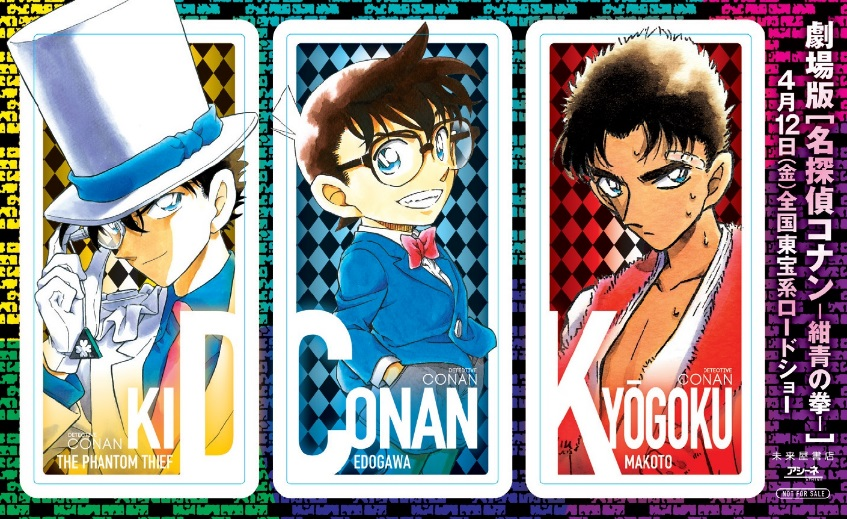 DETECTIVE
CONAN
KID
THE PHANTOM THIEF
DETECTIVE
CONAN
CONAN
EDOGAWA
DETECTIVE
CONAN
KYŌGOKU
MAKOTO
劇場版[名探偵コナン―紺青の拳―]
4月12日(金)全国東宝系ロードショー
未来屋書店
アシーネ
NOT FOR SALE